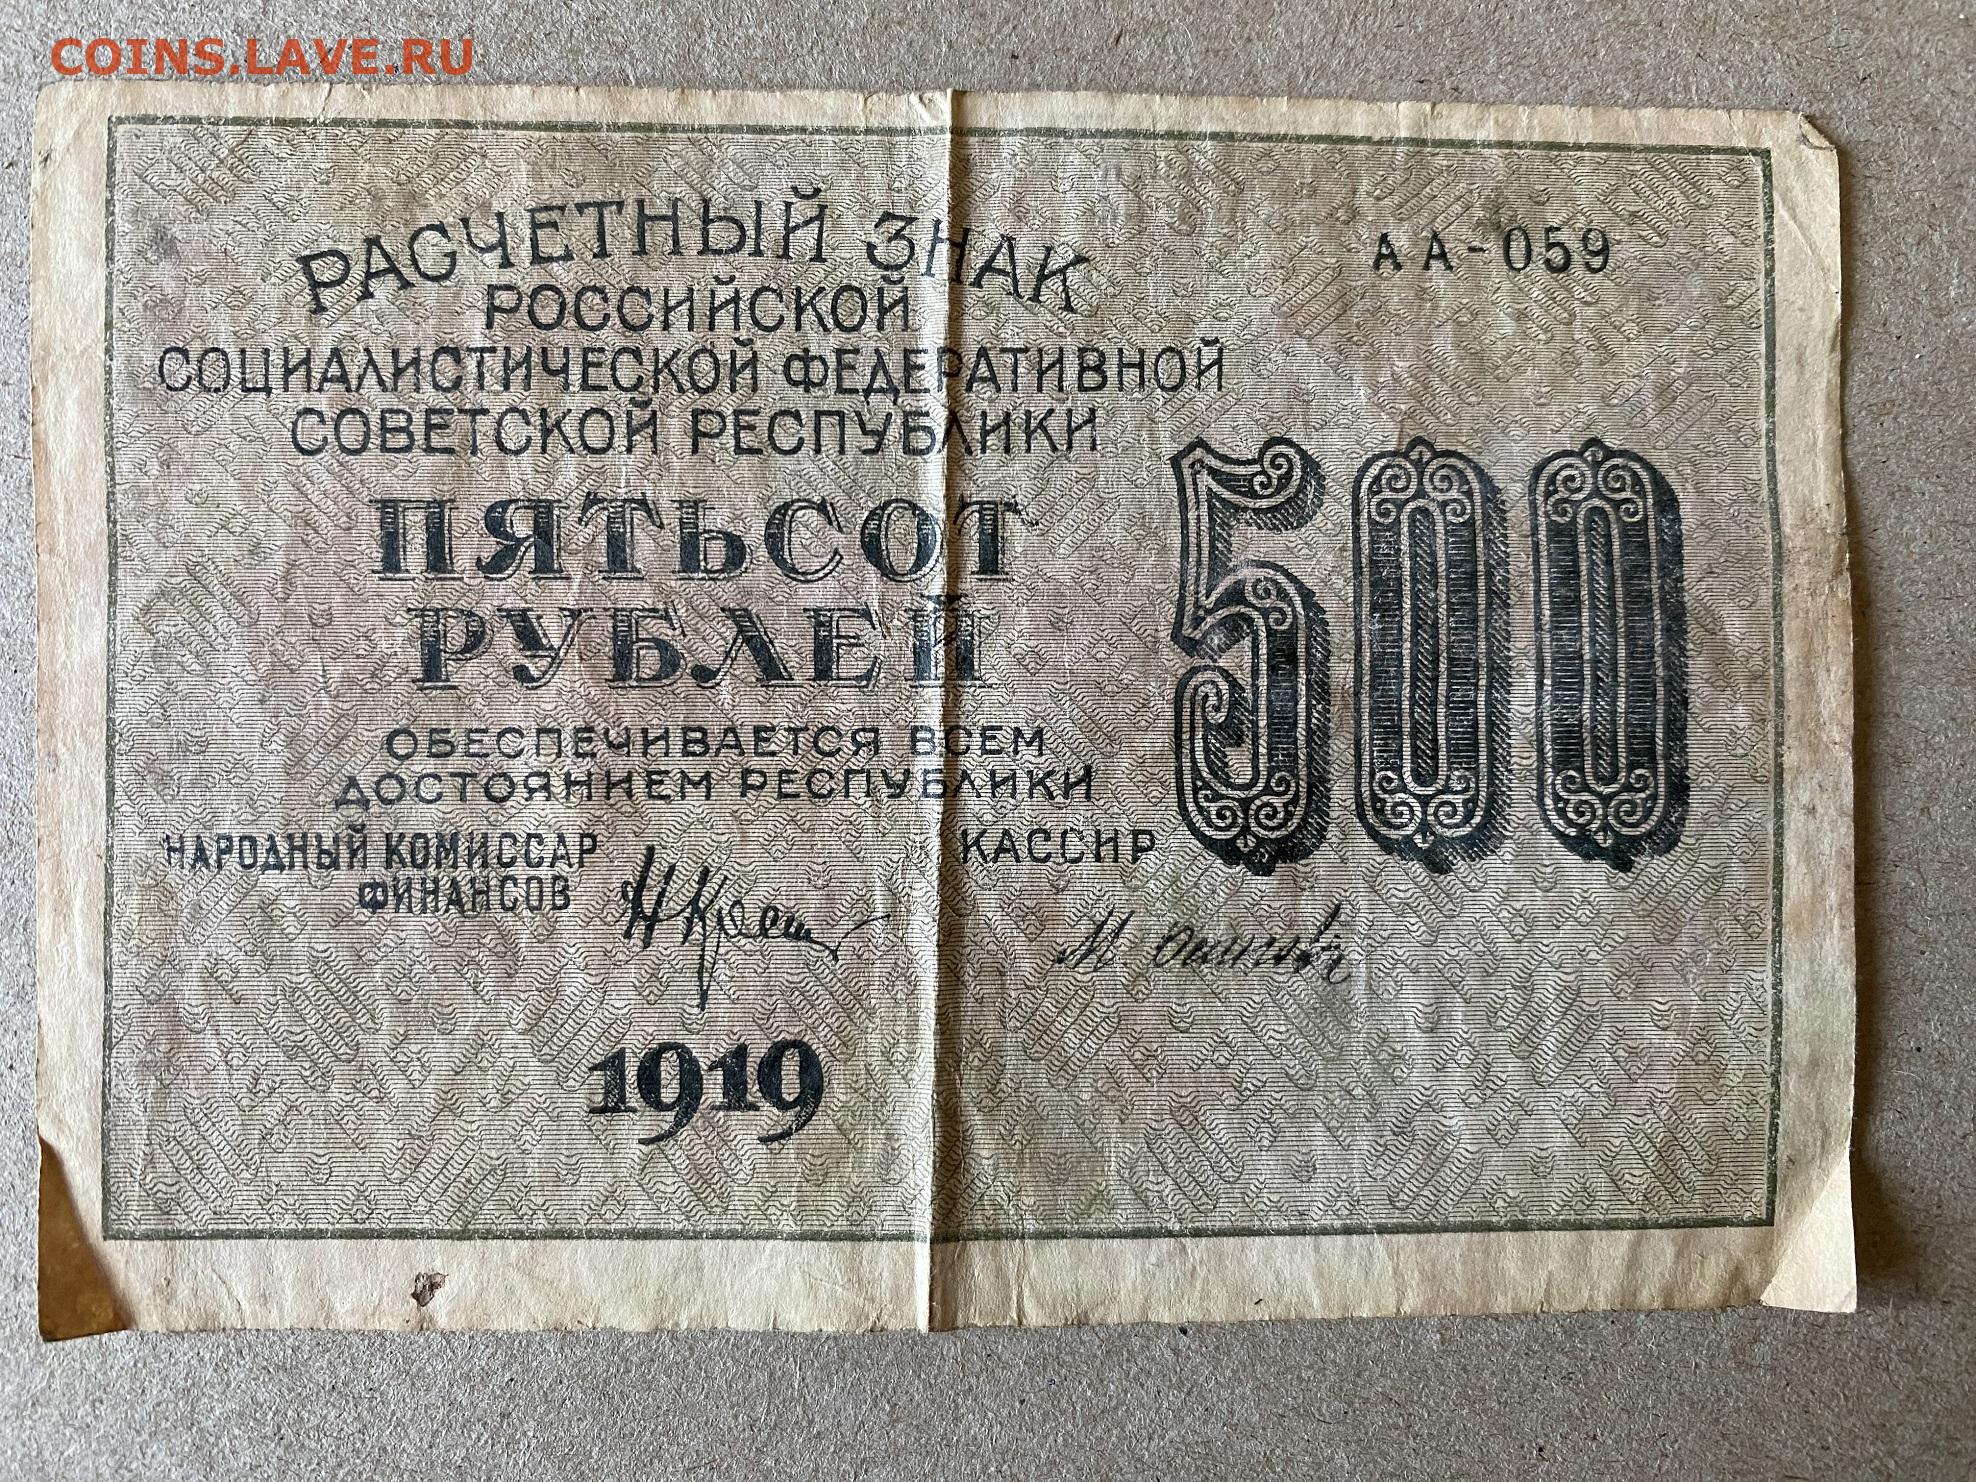 COINS.LAVE.RU
РАСЧЕТНЫЙ ЗНАК
АА-059
РОССИЙСКОЙ
СОЦИАЛИСТИЧЕСКОЙ ФЕДЕРАТИВНОЙ
СОВЕТСКОЙ РЕСПУБЛИКИ
ПЯТЬСОТ
РУБЛЕЙ
500
ОБЕСПЕЧИВАЕТСЯ ВСЕМ
ДОСТОЯНИЕМ РЕСПУБЛИКИ
НАРОДНЫЙ КОМИССАР
ФИНАНСОВ
КАССИР
1919